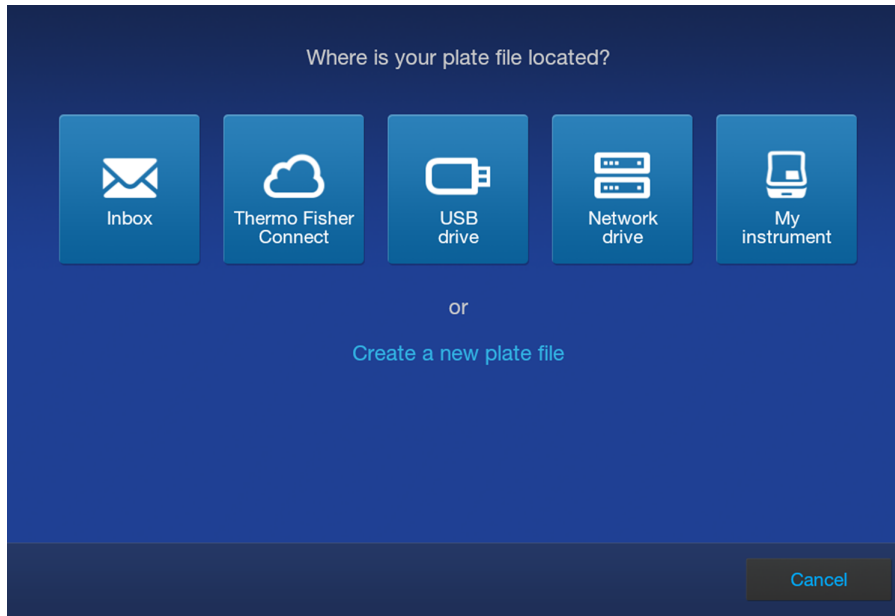 Where is your plate file located?
Inbox
Thermo Fisher
Connect
USB
drive
Network
drive
My
instrument
or
Create a new plate file
Cancel